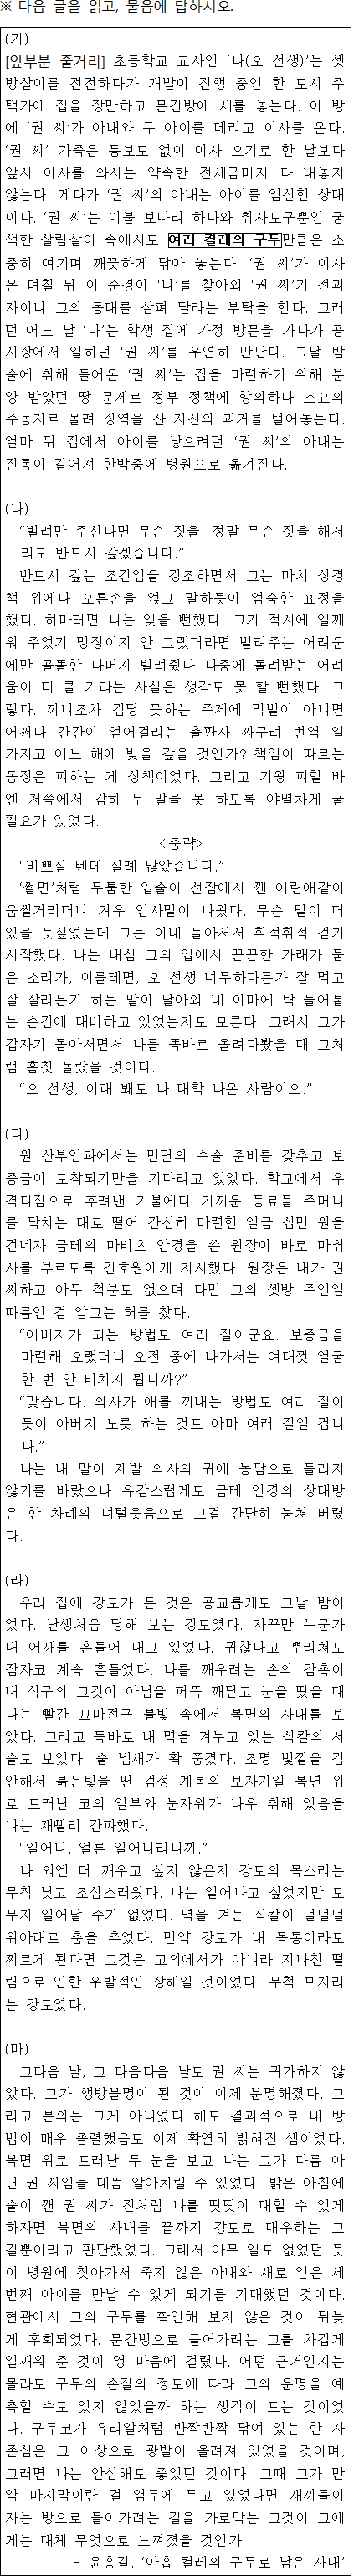 ※ 다음 글을 읽고, 물음에 답하시오.
(가)
[앞부분 줄거리] 초등학교 교사인 ‘나(오 선생)’는 셋
방살이를 전전하다가 개발이 진행 중인 한 도시 주
택가에 집을 장만하고 문간방에 세를 놓는다. 이 방
에 ‘권 씨’가 아내와 두 아이를 데리고 이사를 온다.
‘권 씨’ 가족은 통보도 없이 이사 오기로 한 날보다
앞서 이사를 와서는 약속한 전세금마저 다 내놓지
않는다. 게다가 ‘권 씨’의 아내는 아이를 임신한 상태
이다. ‘권 씨’는 이불 보따리 하나와 취사도구뿐인 궁
색한 살림살이 속에서도 여러 켤레의 구두만큼은 소
중히 여기며 깨끗하게 닦아 놓는다. ‘권 씨’가 이사
온 며칠 뒤 이 순경이 ‘나’를 찾아와 ‘권 씨’가 전과
자이니 그의 동태를 살펴 달라는 부탁을 한다. 그러
던 어느 날 ‘나’는 학생 집에 가정 방문을 가다가 공
사장에서 일하던 ‘권 씨’를 우연히 만난다. 그날 밤
술에 취해 들어온 ‘권 씨’는 집을 마련하기 위해 분
양 받았던 땅 문제로 정부 정책에 항의하다 소요의
주동자로 몰려 징역을 산 자신의 과거를 털어놓는다.
얼마 뒤 집에서 아이를 낳으려던 ‘권 씨’의 아내는
진통이 길어져 한밤중에 병원으로 옮겨진다.
(나)
“빌려만 주신다면 무슨 짓을, 정말 무슨 짓을 해서
라도 반드시 갚겠습니다.”
반드시 갚는 조건임을 강조하면서 그는 마치 성경
책 위에다 오른손을 얹고 말하듯이 엄숙한 표정을
했다. 하마터면 나는 잊을 뻔했다. 그가 적시에 일깨
워 주었기 망정이지 안 그랬더라면 빌려주는 어려움
에만 골똘한 나머지 빌려줬다 나중에 돌려받는 어려
움이 더 클 거라는 사실은 생각도 못 할 뻔했다. 그
렇다. 끼니조차 감당 못하는 주제에 막벌이 아니면
어쩌다 간간이 얻어걸리는 출판사 싸구려 번역 일
가지고 어느 해에 빚을 갚을 것인가? 책임이 따르는
동정은 피하는 게 상책이었다. 그리고 기왕 피할 바
엔 저쪽에서 감히 두 말을 못 하도록 야멸차게 굴
필요가 있었다.
<중략>
“바쁘실 텐데 실례 많았습니다.”
‘썰면’처럼 두툼한 입술이 선잠에서 깬 어린애같이
움찔거리더니 겨우 인사말이 나왔다. 무슨 말이 더
있을 듯싶었는데 그는 이내 돌아서서 휘적휘적 걷기
시작했다. 나는 내심 그의 입에서 끈끈한 가래가 묻
은 소리가, 이를테면, 오 선생 너무하다든가 잘 먹고
잘 살라든가 하는 말이 날아와 내 이마에 탁 눌어붙
는 순간에 대비하고 있었는지도 모른다. 그래서 그가
갑자기 돌아서면서 나를 똑바로 올려다봤을 때 그처
럼 흠칫 놀랐을 것이다.
“오 선생, 이래 봬도 나 대학 나온 사람이오.”
(다)
원 산부인과에서는 만단의 수술 준비를 갖추고 보
증금이 도착되기만을 기다리고 있었다. 학교에서 우
격다짐으로 후려낸 가불에다 가까운 동료들 주머니
를 닥치는 대로 떨어 간신히 마련한 일금 십만 원을
건네자 금테의 마비츠 안경을 쓴 원장이 바로 마취
사를 부르도록 간호원에게 지시했다. 원장은 내가 권
씨하고 아무 척분도 없으며 다만 그의 셋방 주인일
따름인 걸 알고는 혀를 찼다.
“아버지가 되는 방법도 여러 질이군요. 보증금을
마련해 오랬더니 오전 중에 나가서는 여태껏 얼굴
한 번 안 비치지 뭡니까?”
“맞습니다. 의사가 애를 꺼내는 방법도 여러 질이
듯이 아버지 노릇 하는 것도 아마 여러 질일 겁니
다.”
나는 내 말이 제발 의사의 귀에 농담으로 들리지
않기를 바랐으나 유감스럽게도 금테 안경의 상대방
은 한 차례의 너털웃음으로 그걸 간단히 눙쳐 버렸
다.
(라)
우리 집에 강도가 든 것은 공교롭게도 그날 밤이
었다. 난생처음 당해 보는 강도였다. 자꾸만 누군가
내 어깨를 흔들어 대고 있었다. 귀찮다고 뿌리쳐도
잠자코 계속 흔들었다. 나를 깨우려는 손의 감촉이
내 식구의 그것이 아님을 퍼뜩 깨닫고 눈을 떴을 때
나는 빨간 꼬마전구 불빛 속에서 복면의 사내를 보
았다. 그리고 똑바로 내 멱을 겨누고 있는 식칼의 서
슬도 보았다. 술 냄새가 확 풍겼다. 조명 빛깔을 감
안해서 붉은빛을 띤 검정 계통의 보자기일 복면 위
로 드러난 코의 일부와 눈자위가 나우 취해 있음을
나는 재빨리 간파했다.
“일어나, 얼른 일어나라니까.”
나 외엔 더 깨우고 싶지 않은지 강도의 목소리는
무척 낮고 조심스러웠다. 나는 일어나고 싶었지만 도
무지 일어날 수가 없었다. 멱을 겨눈 식칼이 덜덜덜
위아래로 춤을 추었다. 만약 강도가 내 목통이라도
찌르게 된다면 그것은 고의에서가 아니라 지나친 떨
림으로 인한 우발적인 상해일 것이었다. 무척 모자라
는 강도였다.
(마)
그다음 날, 그 다음다음 날도 권 씨는 귀가하지 않
았다. 그가 행방불명이 된 것이 이제 분명해졌다. 그
리고 본의는 그게 아니었다 해도 결과적으로 내 방
법이 매우 졸렬했음도 이제 확연히 밝혀진 셈이었다.
복면 위로 드러난 두 눈을 보고 나는 그가 다름 아
닌 권 씨임을 대뜸 알아차릴 수 있었다. 밝은 아침에
술이 깬 권 씨가 전처럼 나를 떳떳이 대할 수 있게
하자면 복면의 사내를 끝까지 강도로 대우하는 그
길뿐이라고 판단했었다. 그래서 아무 일도 없었던 듯
이 병원에 찾아가서 죽지 않은 아내와 새로 얻은 세
번째 아이를 만날 수 있게 되기를 기대했던 것이다.
현관에서 그의 구두를 확인해 보지 않은 것이 뒤늦
게 후회되었다. 문간방으로 들어가려는 그를 차갑게
일깨워 준 것이 영 마음에 걸렸다. 어떤 근거인지는
몰라도 구두의 손질의 정도에 따라 그의 운명을 예
측할 수도 있지 않았을까 하는 생각이 드는 것이었
다. 구두코가 유리알처럼 반짝반짝 닦여 있는 한 자
존심은 그 이상으로 광발이 올려져 있었을 것이며,
그러면 나는 안심해도 좋았던 것이다. 그때 그가 만
약 마지막이란 걸 염두에 두고 있었다면 새끼들이
자는 방으로 들어가려는 길을 가로막는 그것이 그에
게는 대체 무엇으로 느껴졌을 것인가.
- 윤흥길, ‘아홉 켤레의 구두로 남은 사내’